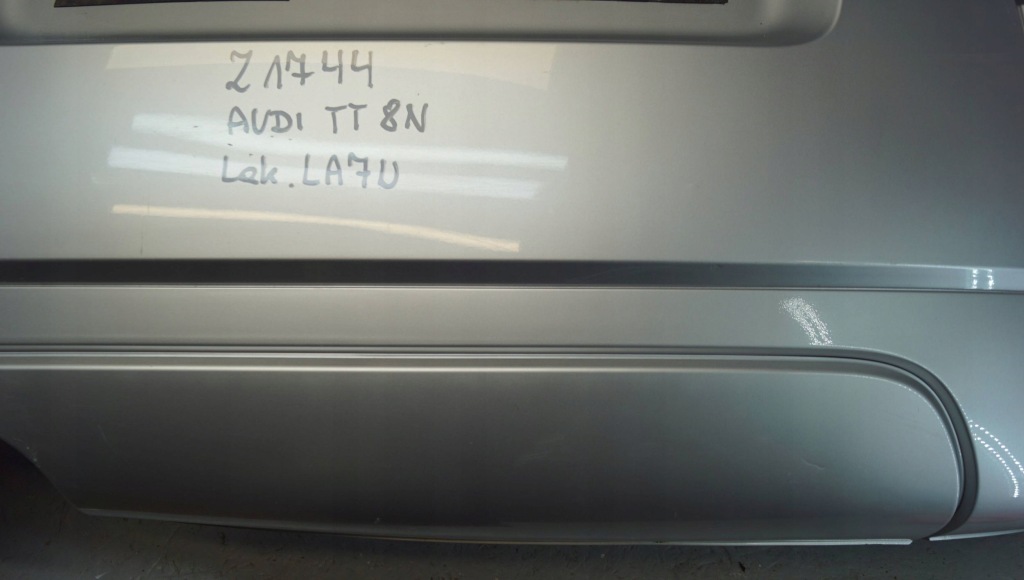 Z1744
AUDI TT 8N
Lak. LA7U